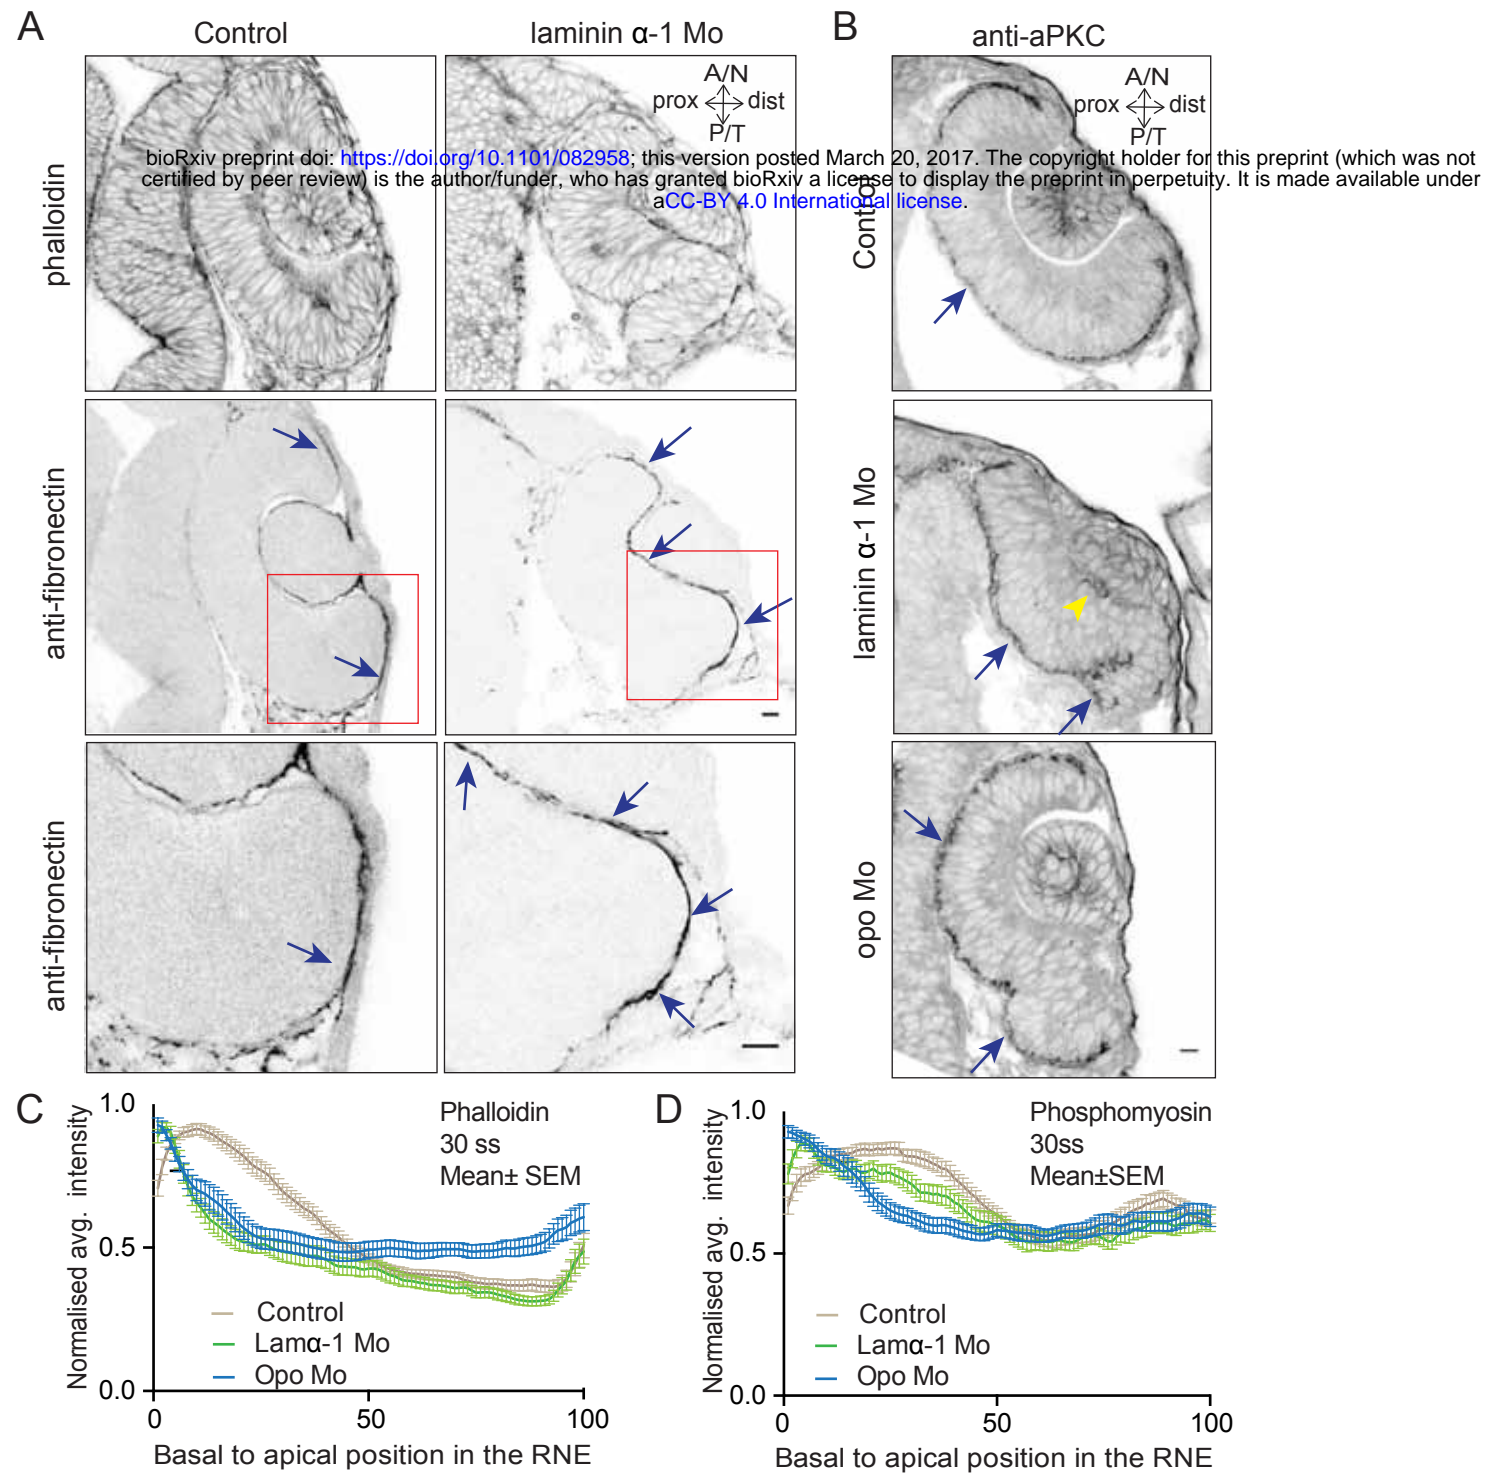 A
Control
laminin α-1 Mo
B
anti-aPKC
A/N
prox
dist
P/T
A/N
prox
dist
P/T
phalloidin
Control
bioRxiv preprint doi: https://doi.org/10.1101/082958; this version posted March 20, 2017. The copyright holder for this preprint (which was not
certified by peer review) is the author/funder, who has granted bioRxiv a license to display the preprint in perpetuity. It is made available under
aCC-BY 4.0 International license.
anti-fibronectin
laminin α-1 Mo
anti-fibronectin
opo Mo
C
Normalised avg. intensity
1.0
0.5
0.0
Phalloidin
30 ss
Mean± SEM
Control
Lamα-1 Mo
Opo Mo
0
50
100
Basal to apical position in the RNE
D
Normalised avg. intensity
1.0
0.5
0.0
Phosphomyosin
30ss
Mean±SEM
Control
Lamα-1 Mo
Opo Mo
0
50
100
Basal to apical position in the RNE